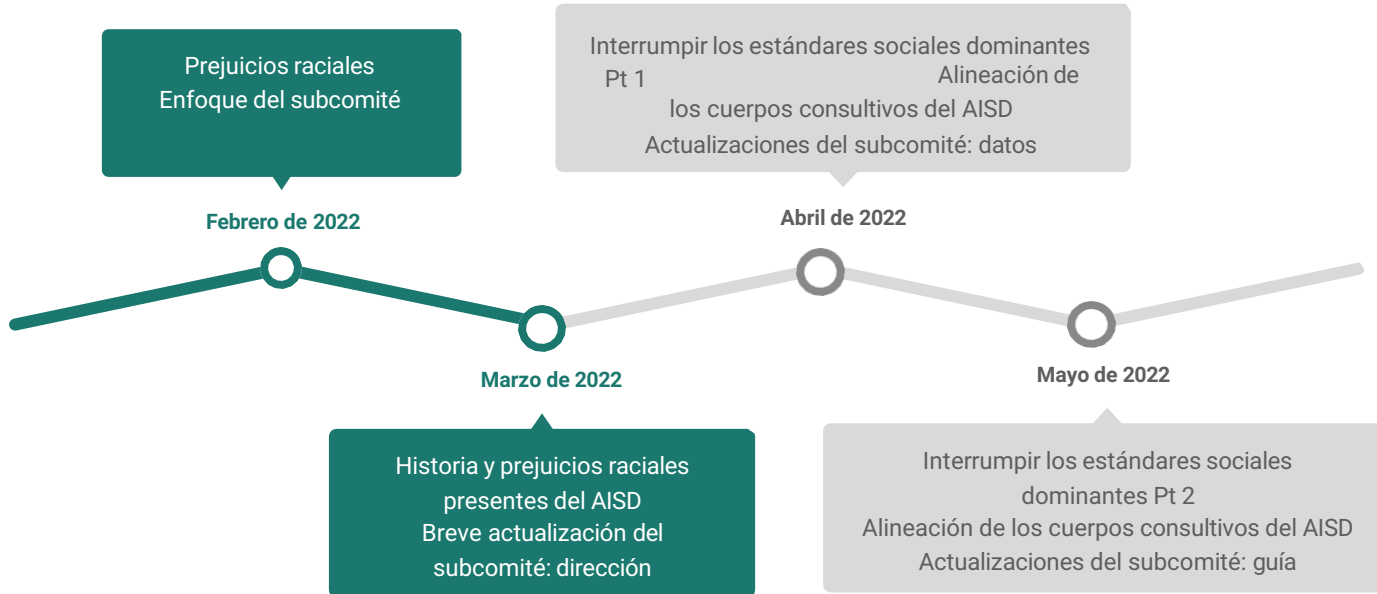 Prejuicios raciales
Enfoque del subcomité
Febrero de 2022
Historia y prejuicios raciales
presentes del AISD
Breve actualización del
subcomité: dirección
Marzo de 2022
Interrumpir los estándares sociales dominantes
Pt 1 Alineación de
los cuerpos consultivos del AISD
Actualizaciones del subcomité: datos
Abril de 2022
Mayo de 2022
Interrumpir los estándares sociales
dominantes Pt 2
Alineación de los cuerpos consultivos del AISD
Actualizaciones del subcomité: guía